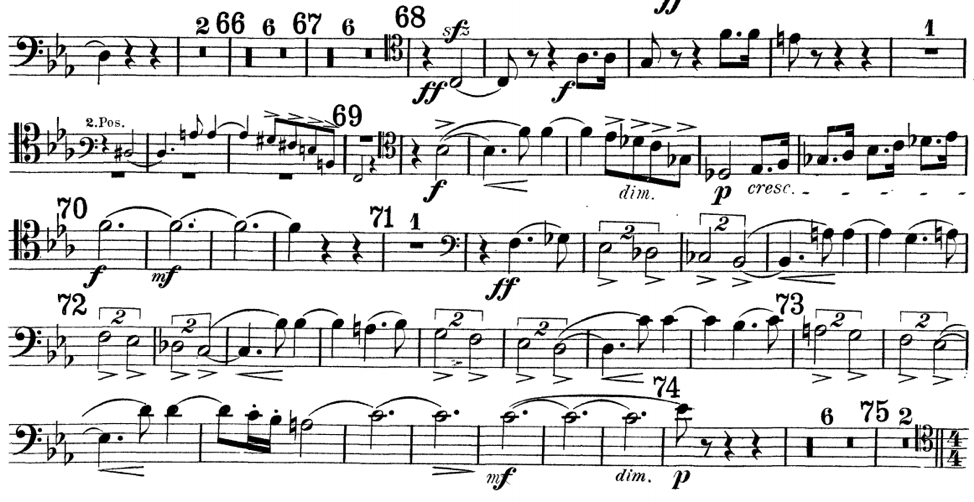 ff
2 66 6 67 6 68 sfz 1
ff f
2. Pos. 69
f dim. p cresc.
70 71 1 2 2
f mf ff
72 2 2 2 2 73 2 2
74 6 75 2 4 4
mf dim. p